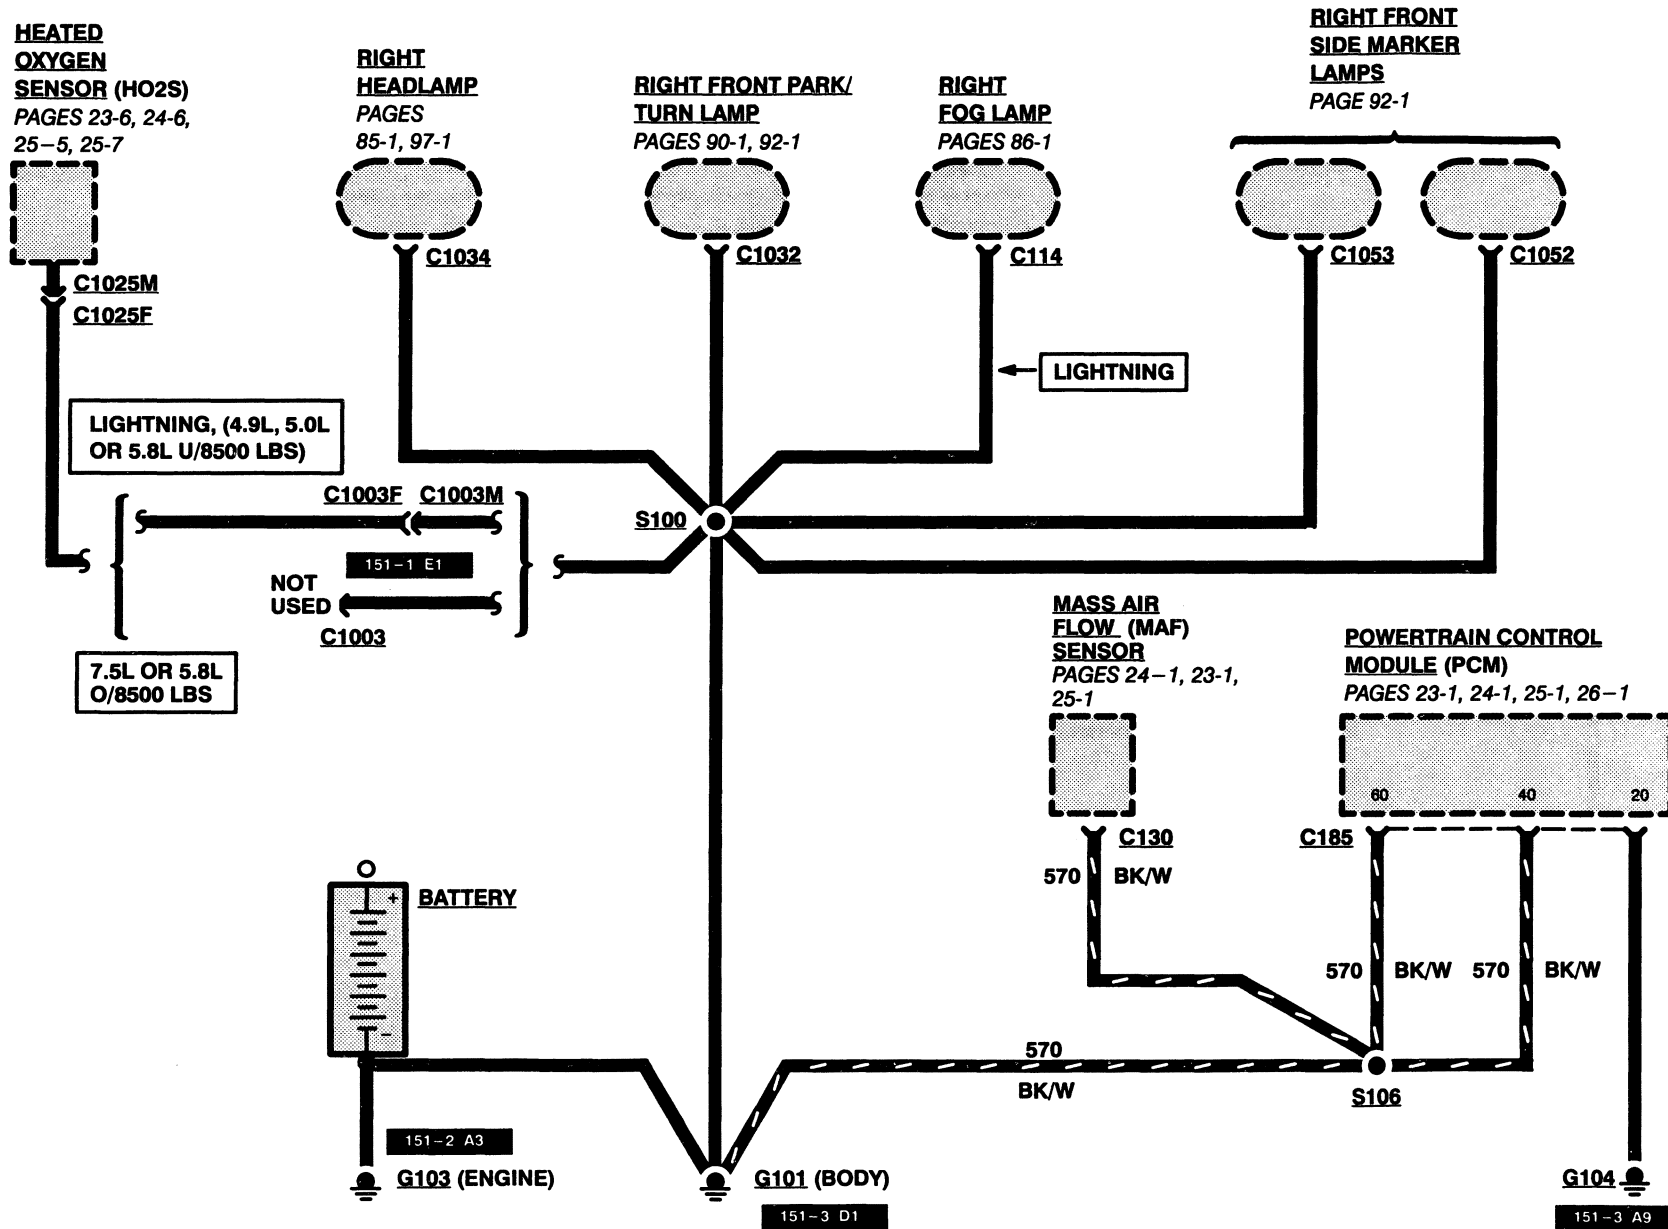 HEATED
OXYGEN
SENSOR (HO2S)
PAGES 23-6, 24-6,
25–5, 25-7
RIGHT
HEADLAMP
PAGES
85-1, 97-1
RIGHT FRONT PARK/
TURN LAMP
PAGES 90-1, 92-1
RIGHT
FOG LAMP
PAGES 86-1
RIGHT FRONT
SIDE MARKER
LAMPS
PAGE 92-1
C1034
C1032
C114
C1053
C1052
C1025M
C1025F
LIGHTNING
LIGHTNING, (4.9L, 5.0L
OR 5.8L U/8500 LBS)
C1003F C1003M
S100
151–1 E1
NOT
USED
C1003
7.5L OR 5.8L
O/8500 LBS
MASS AIR
FLOW (MAF)
SENSOR
PAGES 24–1, 23-1,
25-1
POWERTRAIN CONTROL
MODULE (PCM)
PAGES 23-1, 24-1, 25-1, 26–1
60 40 20
C130
C185
570 BK/W
+
BATTERY
–
570 BK/W 570 BK/W
570
BK/W
S106
151–2 A3
G103 (ENGINE)
G101 (BODY)
151–3 D1
G104
151–3 A9